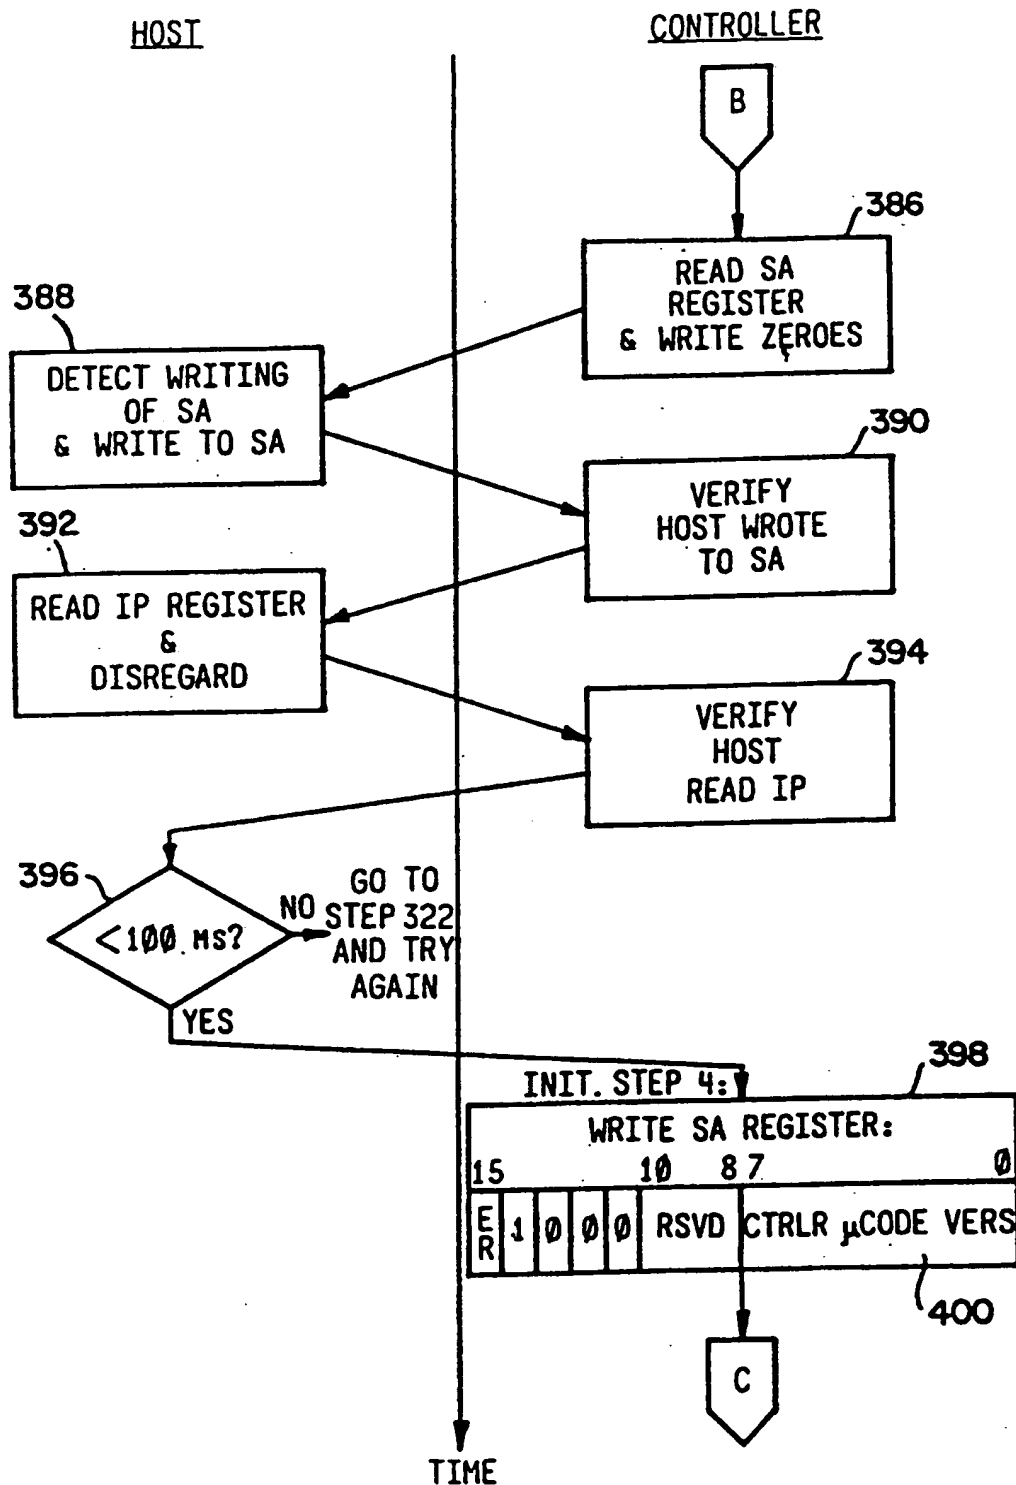 HOST
CONTROLLER
B
386
READ SA
REGISTER
& WRITE ZEROES
388
DETECT WRITING
OF SA
& WRITE TO SA
390
VERIFY
HOST WROTE
TO SA
392
READ IP REGISTER
&
DISREGARD
394
VERIFY
HOST
READ IP
396
<100 MS?
NO
GO TO
STEP 322
AND TRY
AGAIN
YES
398
INIT. STEP 4:
WRITE SA REGISTER:
15 10 8 7 0
ER 1 0 0 0 RSVD CTRLR µCODE VERS
400
C
TIME